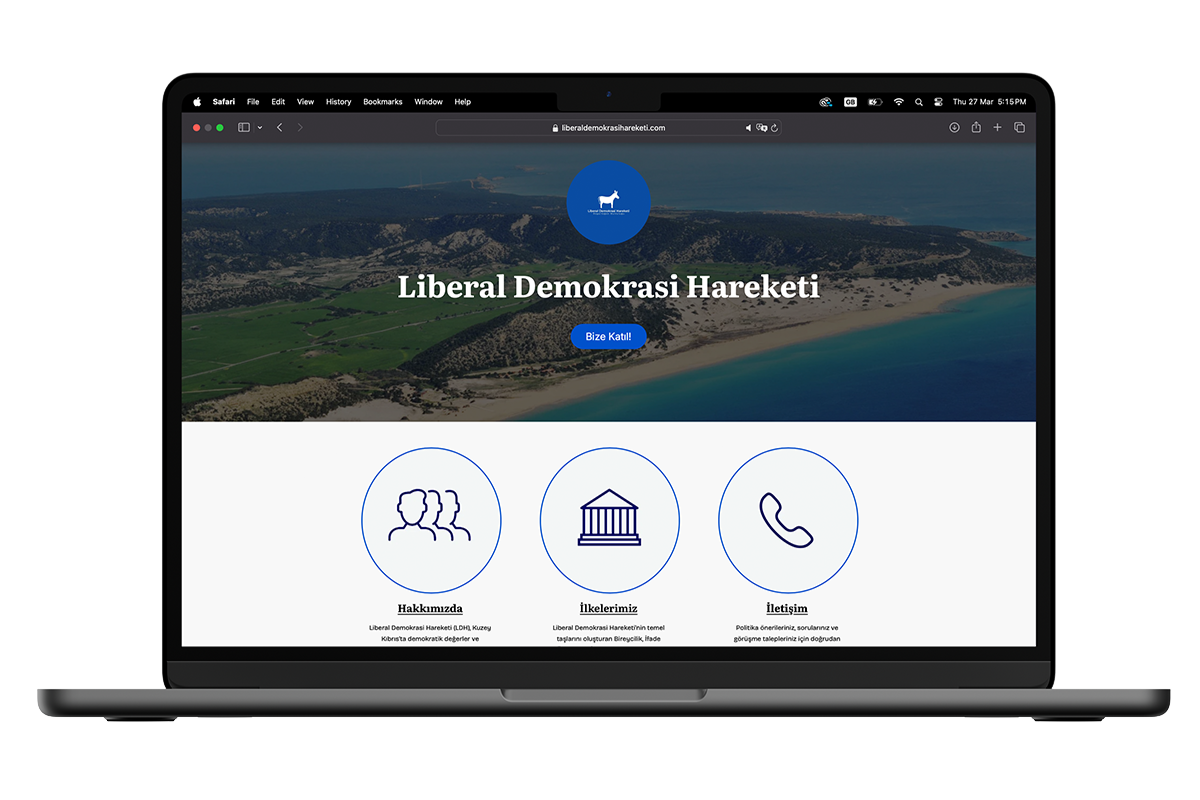 Safari File Edit View History Bookmarks Window Help GB Thu 27 Mar 5:15 PM
liberaldemokrasihareketi.com
Liberal Demokrasi Hareketi
Liberal Demokrasi Hareketi
Bize Katıl!
Hakkımızda İlkelerimiz İletişim
Liberal Demokrasi Hareketi (LDH), Kuzey Liberal Demokrasi Hareketi'nin temel Politika önerileriniz, sorularınız ve
Kıbrıs'ta demokratik değerler ve taşlarını oluşturan Bireycilik, İfade görüşme talepleriniz için doğrudan